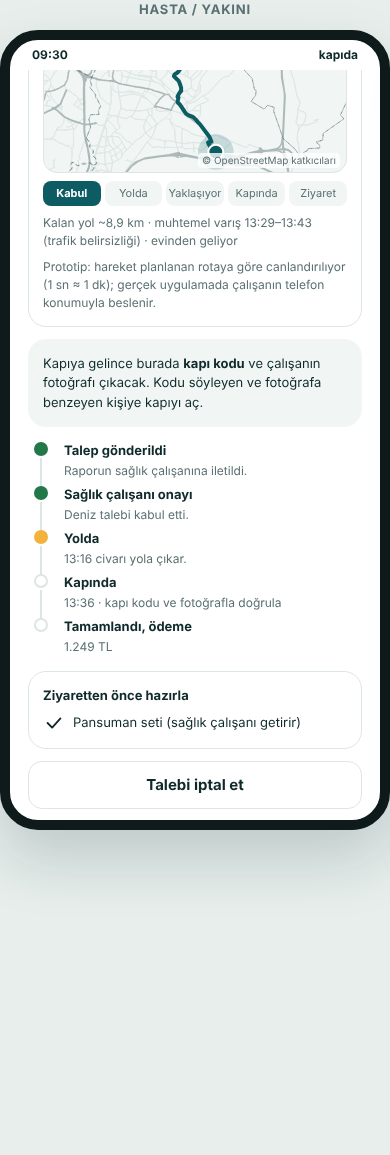 HASTA / YAKINI
09:30 kapıda
© OpenStreetMap katkıcıları
Kabul Yolda Yaklaşıyor Kapında Ziyaret
Kalan yol ~8,9 km · muhtemel varış 13:29–13:43
(trafik belirsizliği) · evinden geliyor
Prototip: hareket planlanan rotaya göre canlandırılıyor
(1 sn ≈ 1 dk); gerçek uygulamada çalışanın telefon
konumuyla beslenir.
Kapıya gelince burada kapı kodu ve çalışanın
fotoğrafı çıkacak. Kodu söyleyen ve fotoğrafa
benzeyen kişiye kapıyı aç.
Talep gönderildi
Raporun sağlık çalışanına iletildi.
Sağlık çalışanı onayı
Deniz talebi kabul etti.
Yolda
13:16 civarı yola çıkar.
Kapında
13:36 · kapı kodu ve fotoğrafla doğrula
Tamamlandı, ödeme
1.249 TL
Ziyaretten önce hazırla
Pansuman seti (sağlık çalışanı getirir)
Talebi iptal et